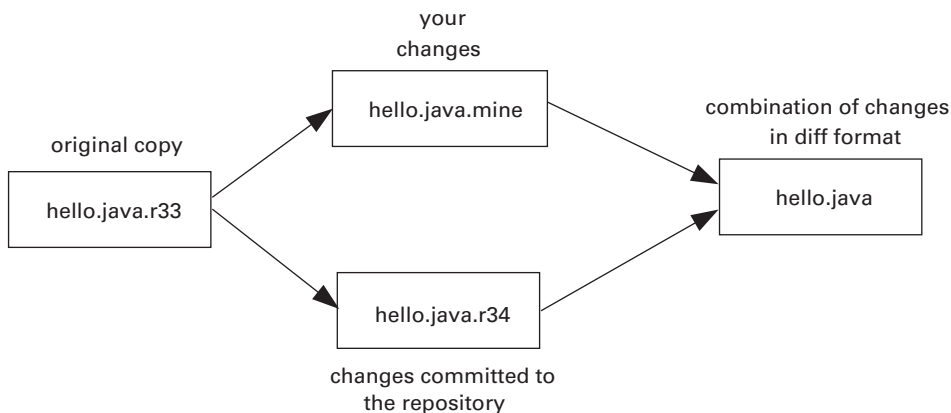 your
changes
hello.java.mine
combination of changes
in diff format
original copy
hello.java.r33
hello.java
hello.java.r34
changes committed to
the repository